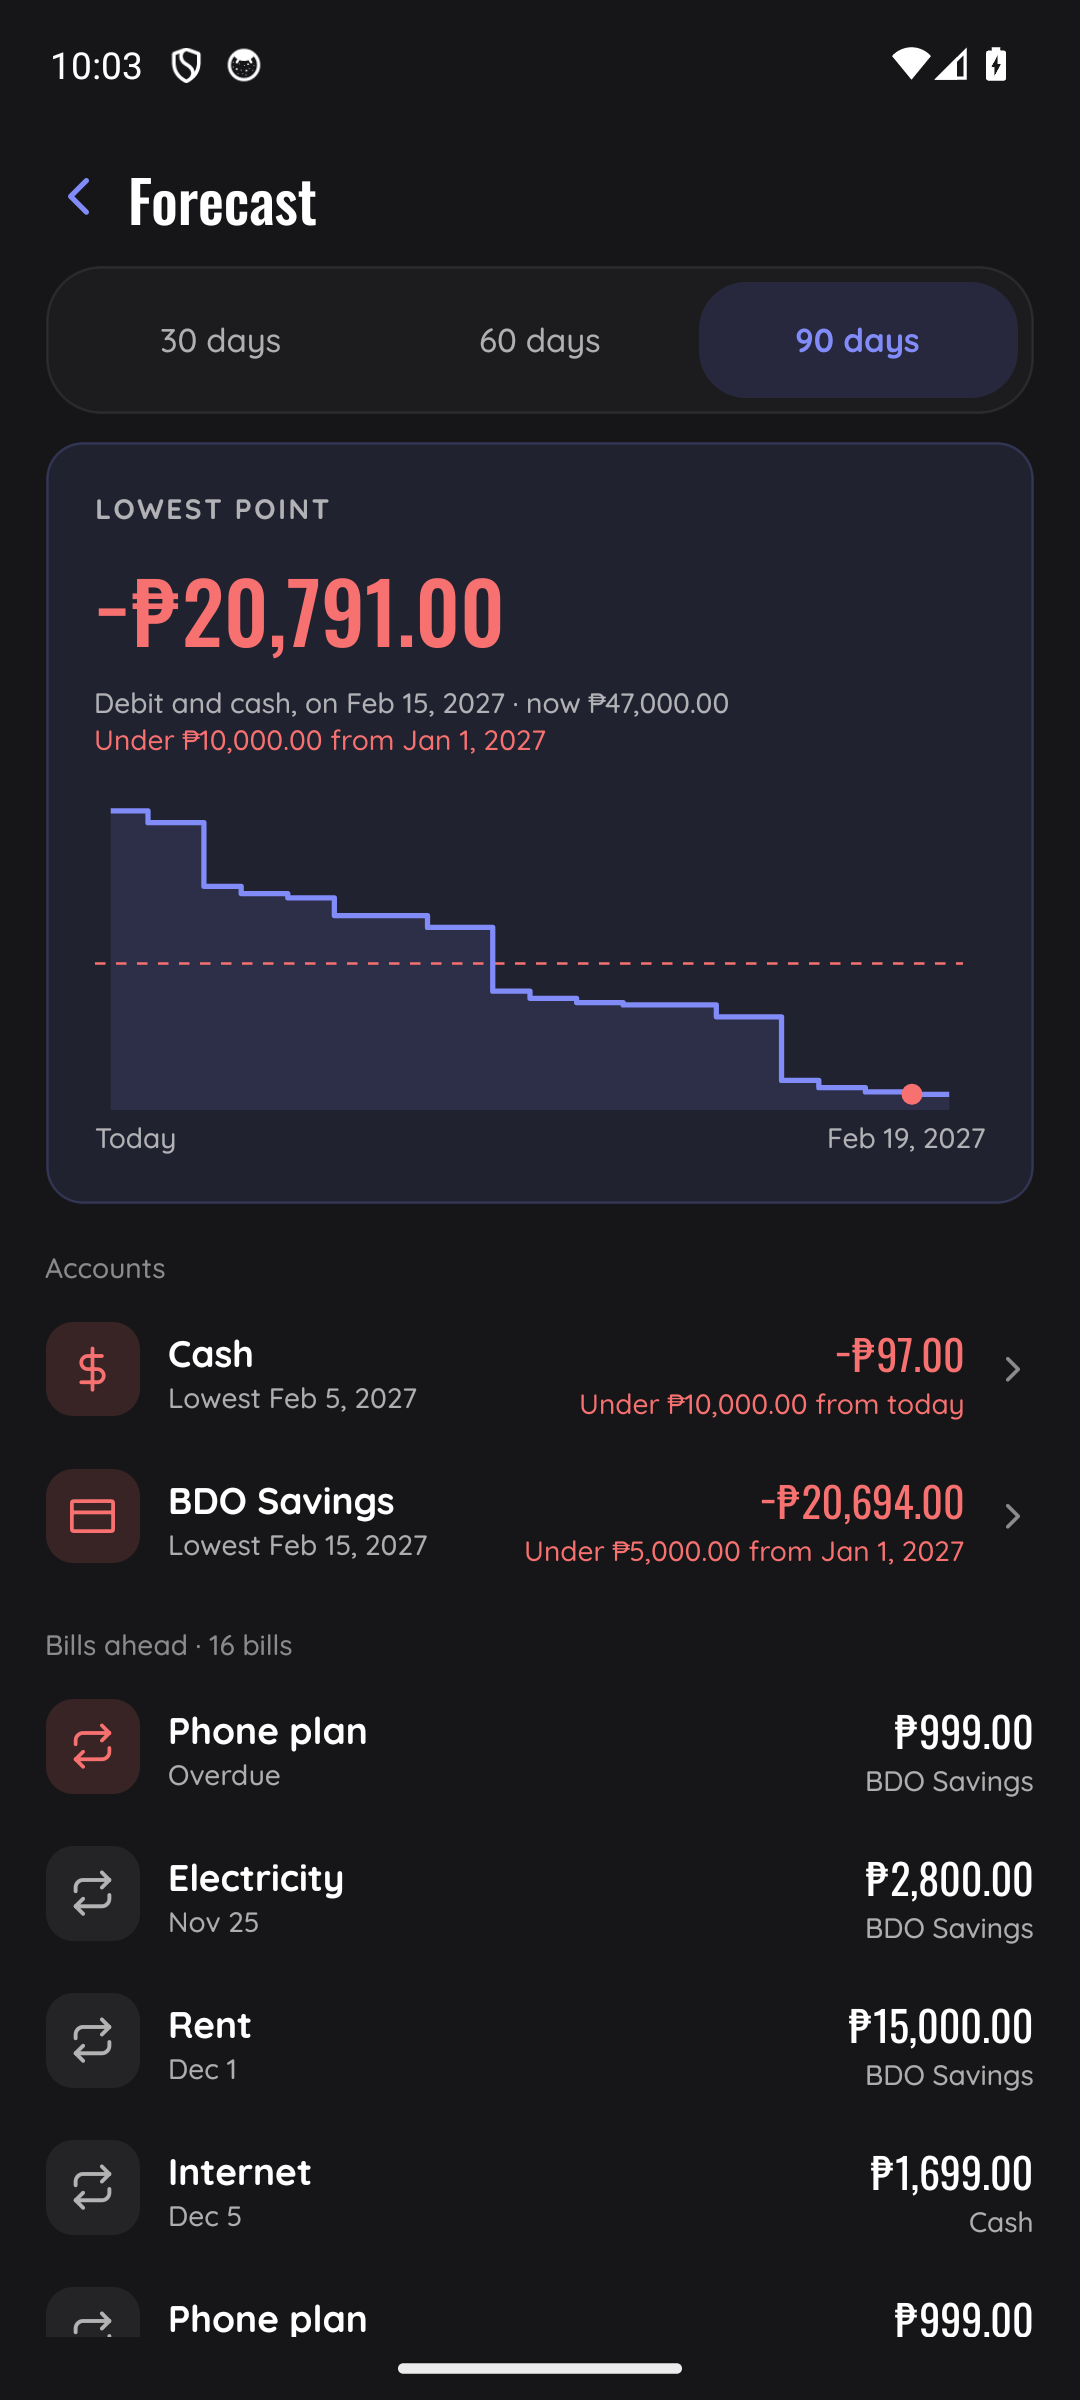 10:03
Forecast
30 days
60 days
90 days
LOWEST POINT
-₱20,791.00
Debit and cash, on Feb 15, 2027 · now ₱47,000.00
Under ₱10,000.00 from Jan 1, 2027
Today
Feb 19, 2027
Accounts
Cash
-₱97.00
Lowest Feb 5, 2027
Under ₱10,000.00 from today
BDO Savings
-₱20,694.00
Lowest Feb 15, 2027
Under ₱5,000.00 from Jan 1, 2027
Bills ahead · 16 bills
Phone plan
₱999.00
Overdue
BDO Savings
Electricity
₱2,800.00
Nov 25
BDO Savings
Rent
₱15,000.00
Dec 1
BDO Savings
Internet
₱1,699.00
Dec 5
Cash
Phone plan
₱999.00